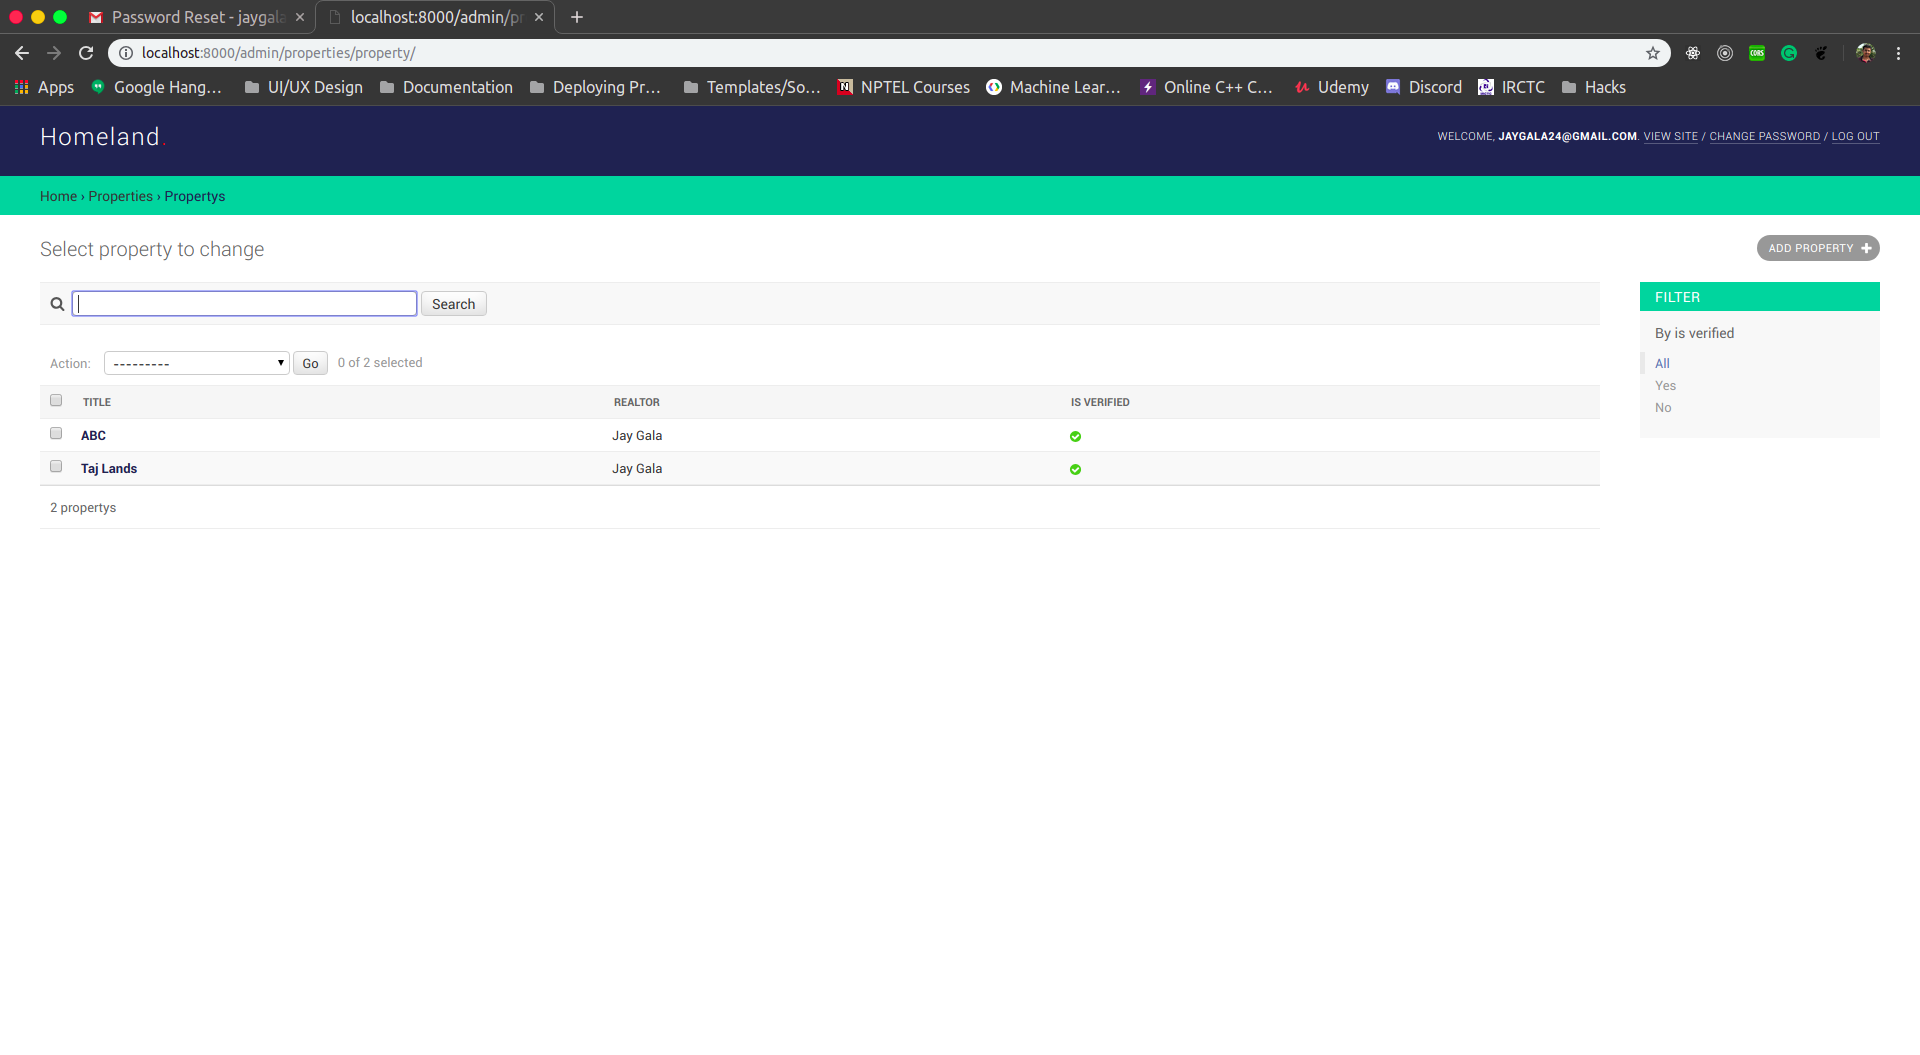 Password Reset - jaygala
localhost:8000/admin/pr
localhost:8000/admin/properties/property/
Apps
Google Hang...
UI/UX Design
Documentation
Deploying Pr...
Templates/So...
NPTEL Courses
Machine Lear...
Online C++ C...
Udemy
Discord
IRCTC
Hacks
Homeland.
WELCOME, JAYGALA24@GMAIL.COM. VIEW SITE / CHANGE PASSWORD / LOG OUT
Home › Properties › Propertys
Select property to change
ADD PROPERTY +
Search
Action: --------- Go 0 of 2 selected
TITLE REALTOR IS VERIFIED
ABC Jay Gala
Taj Lands Jay Gala
2 propertys
FILTER
By is verified
All
Yes
No